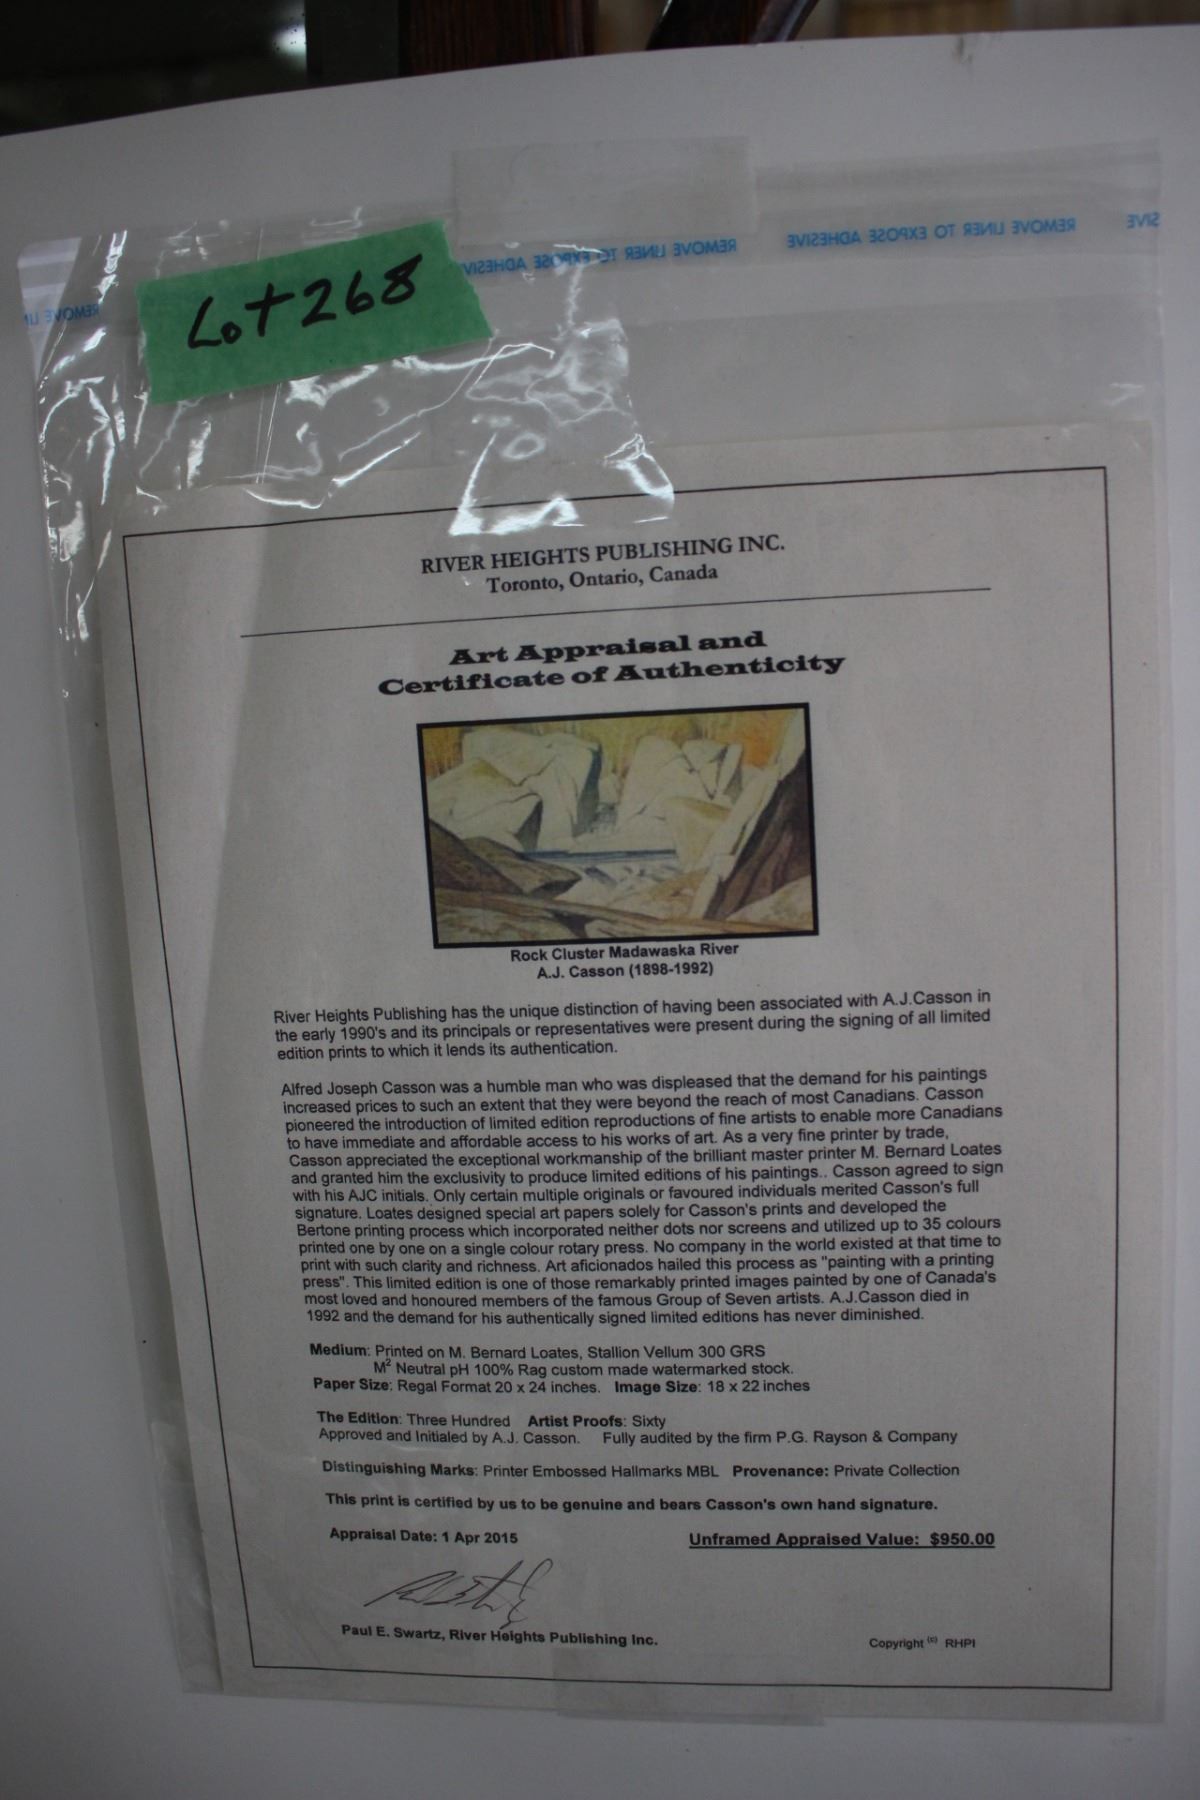 SIVE
REMOVE LINER TO EXPOSE ADHESIVE
REMOVE LINER TO EXPOSE ADHESIVE
REMOVE LI
Lot 268
RIVER HEIGHTS PUBLISHING INC.
Toronto, Ontario, Canada
Art Appraisal and
Certificate of Authenticity
Rock Cluster Madawaska River
A.J. Casson (1898-1992)
River Heights Publishing has the unique distinction of having been associated with A.J.Casson in
the early 1990's and its principals or representatives were present during the signing of all limited
edition prints to which it lends its authentication.
Alfred Joseph Casson was a humble man who was displeased that the demand for his paintings
increased prices to such an extent that they were beyond the reach of most Canadians. Casson
pioneered the introduction of limited edition reproductions of fine artists to enable more Canadians
to have immediate and affordable access to his works of art. As a very fine printer by trade,
Casson appreciated the exceptional workmanship of the brilliant master printer M. Bernard Loates
and granted him the exclusivity to produce limited editions of his paintings.. Casson agreed to sign
with his AJC initials. Only certain multiple originals or favoured individuals merited Casson's full
signature. Loates designed special art papers solely for Casson's prints and developed the
Bertone printing process which incorporated neither dots nor screens and utilized up to 35 colours
printed one by one on a single colour rotary press. No company in the world existed at that time to
print with such clarity and richness. Art aficionados hailed this process as "painting with a printing
press". This limited edition is one of those remarkably printed images painted by one of Canada's
most loved and honoured members of the famous Group of Seven artists. A.J.Casson died in
1992 and the demand for his authentically signed limited editions has never diminished.
Medium: Printed on M. Bernard Loates, Stallion Vellum 300 GRS
M² Neutral pH 100% Rag custom made watermarked stock.
Paper Size: Regal Format 20 x 24 inches. Image Size: 18 x 22 inches
The Edition: Three Hundred Artist Proofs: Sixty
Approved and Initialed by A.J. Casson. Fully audited by the firm P.G. Rayson & Company
Distinguishing Marks: Printer Embossed Hallmarks MBL Provenance: Private Collection
This print is certified by us to be genuine and bears Casson's own hand signature.
Appraisal Date: 1 Apr 2015 Unframed Appraised Value: $950.00
Paul E. Swartz, River Heights Publishing Inc.
Copyright (c) RHPI